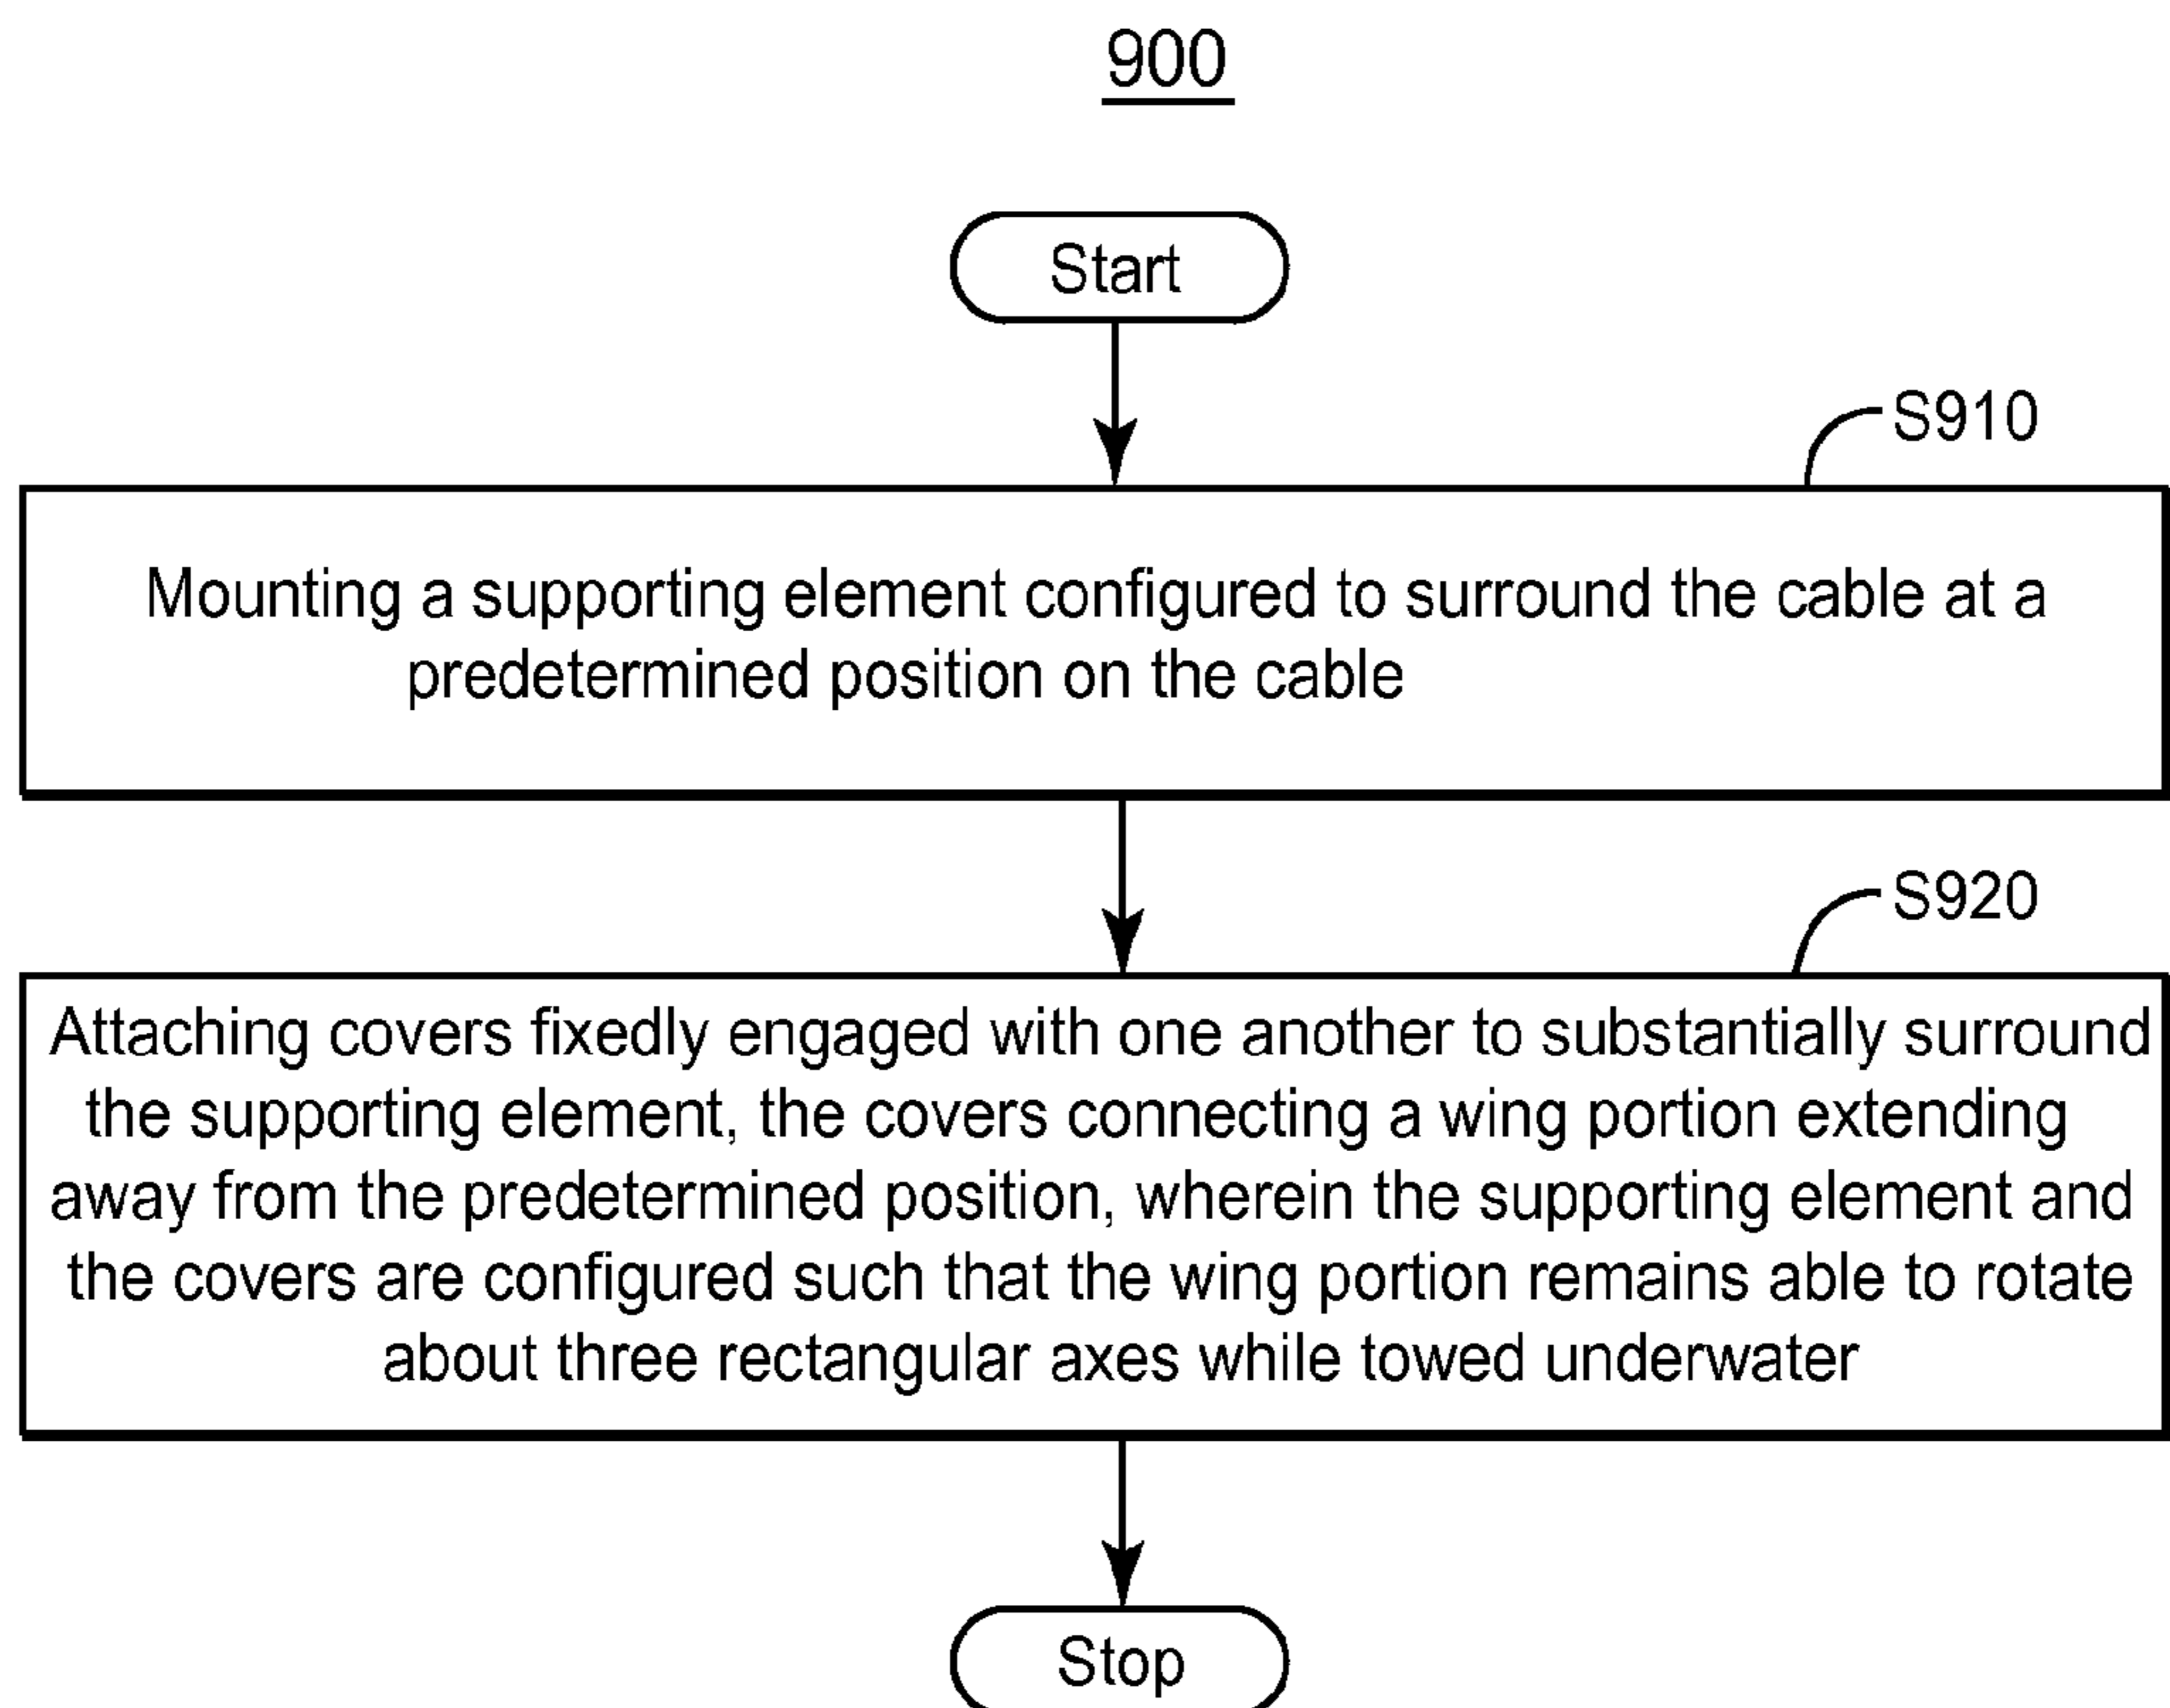 900
Start
S910
Mounting a supporting element configured to surround the cable at a
predetermined position on the cable
S920
Attaching covers fixedly engaged with one another to substantially surround
the supporting element, the covers connecting a wing portion extending
away from the predetermined position, wherein the supporting element and
the covers are configured such that the wing portion remains able to rotate
about three rectangular axes while towed underwater
Stop